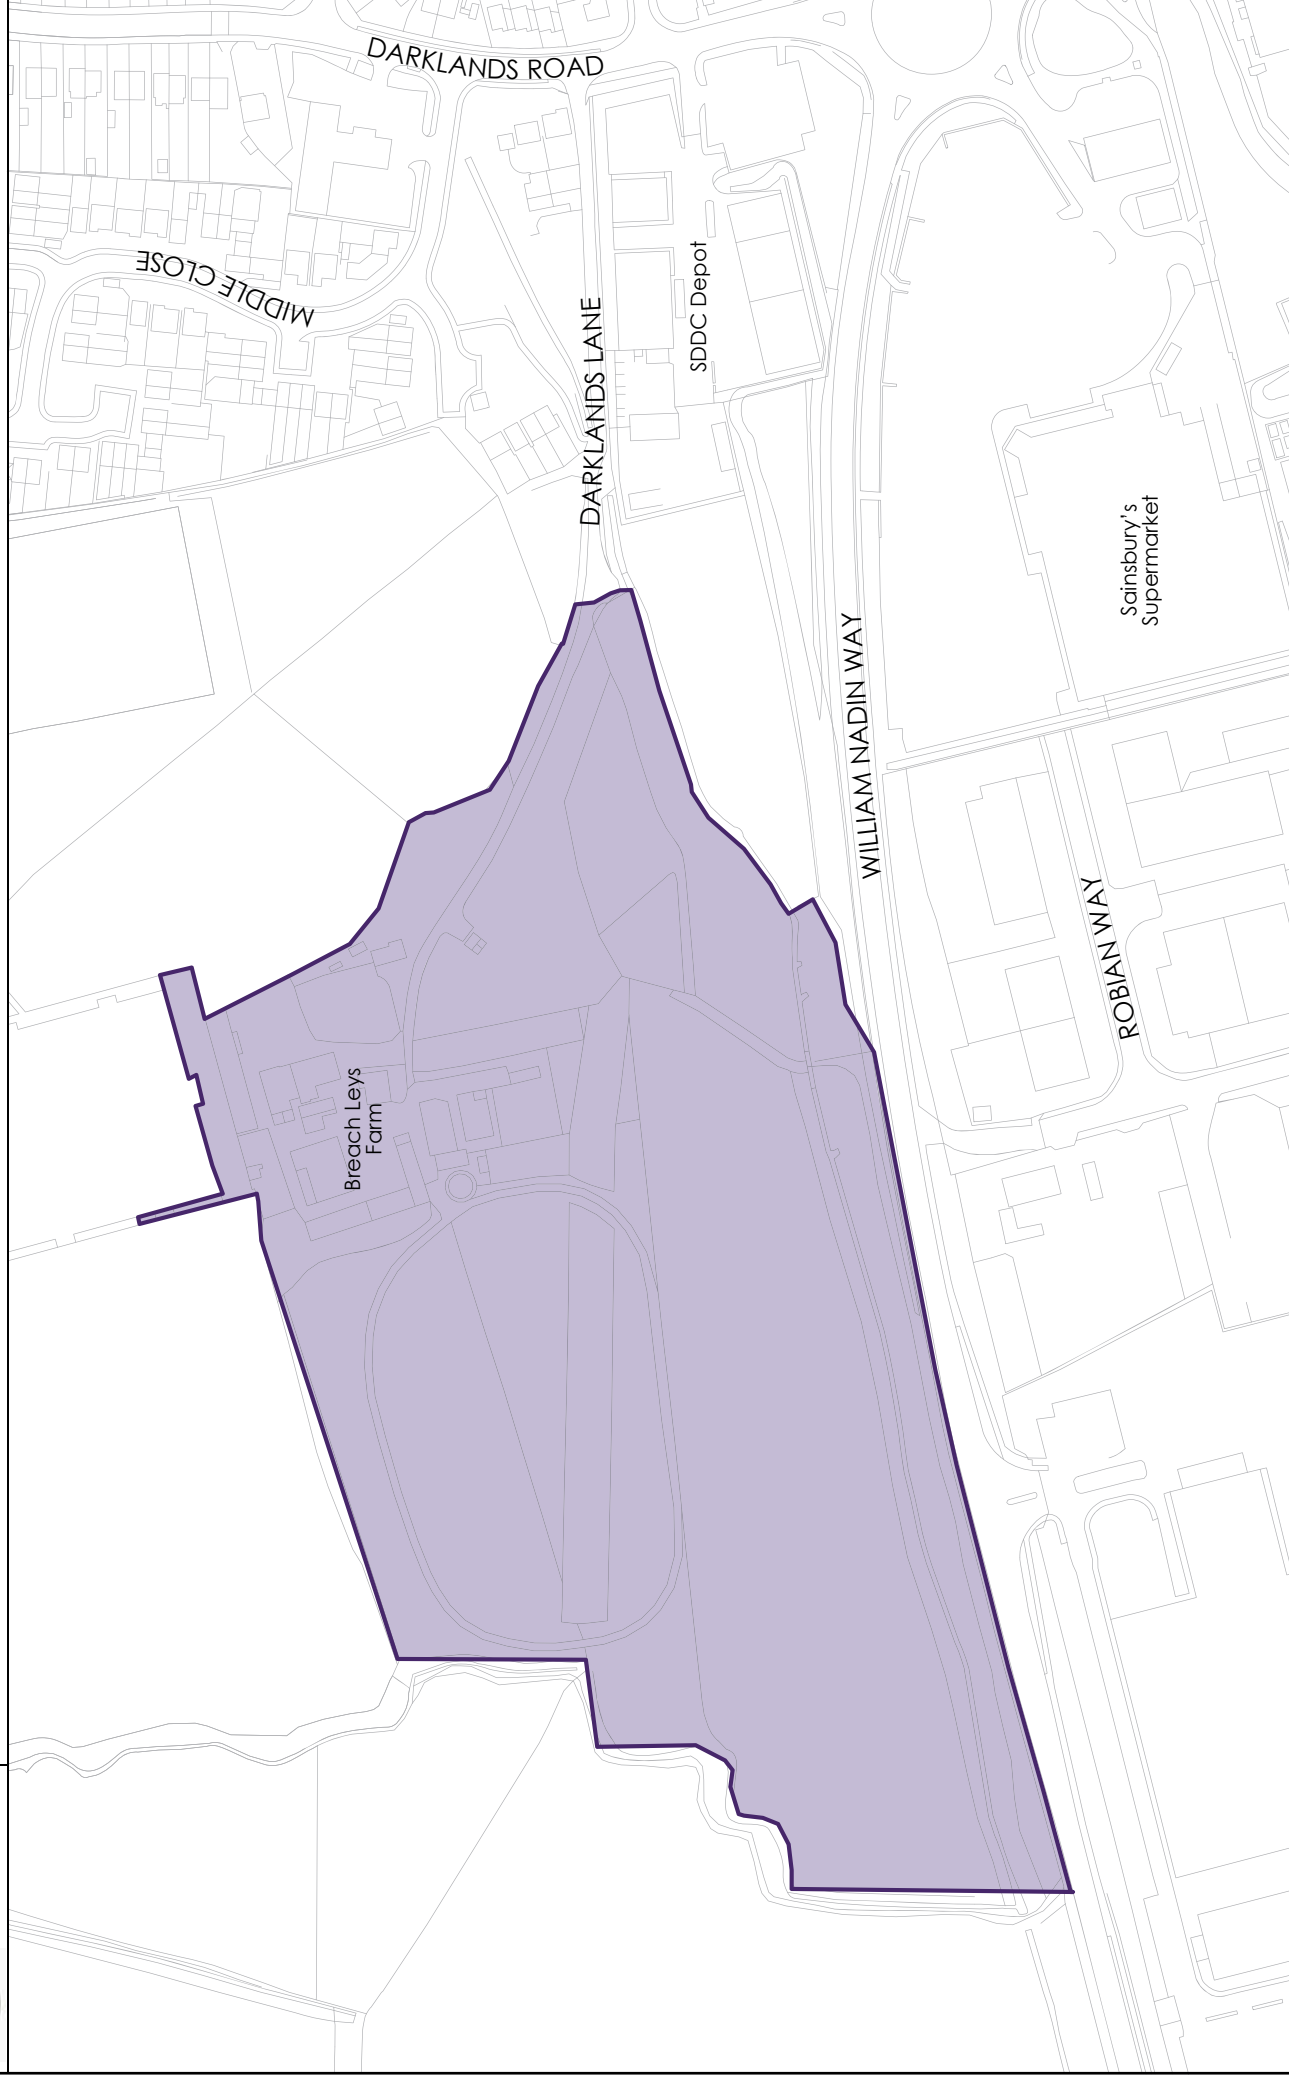 DARKLANDS ROAD
MIDDLE CLOSE
SDDC Depot
DARKLANDS LANE
Sainsbury's
Supermarket
WILLIAM NADIN WAY
ROBIAN WAY
Breach Leys
Farm